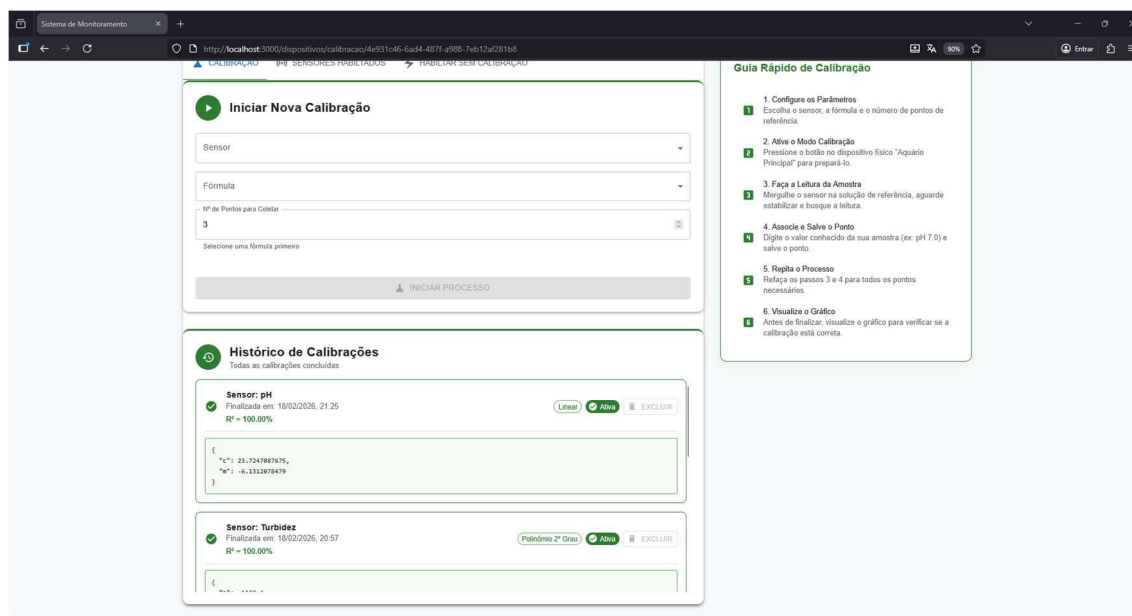 Sistema de Monitoramento
http://localhost:3000/dispositivos/calibracao/4e931c46-6ad4-487f-a988-7eb12af281b8
90%
Entrar
CALIBRAÇÃO
SENSORES HABILITADOS
HABILITAR SEM CALIBRAÇÃO
Iniciar Nova Calibração
Sensor
Fórmula
Nº de Pontos para Coletar
3
Selecione uma fórmula primeiro
INICIAR PROCESSO
Histórico de Calibrações
Todas as calibrações concluídas
Sensor: pH
Finalizada em: 18/02/2026, 21:25
R² = 100.00%
Linear
Ativa
EXCLUIR
{
"c": 23.7247087675,
"m": -6.1312078479
}
Sensor: Turbidez
Finalizada em: 18/02/2026, 20:57
R² = 100.00%
Polinômio 2º Grau
Ativa
EXCLUIR
{
Guia Rápido de Calibração
1
1. Configure os Parâmetros
Escolha o sensor, a fórmula e o número de pontos de
referência.
2
2. Ative o Modo Calibração
Pressione o botão no dispositivo físico "Aquário
Principal" para prepará-lo.
3
3. Faça a Leitura da Amostra
Mergulhe o sensor na solução de referência, aguarde
estabilizar e busque a leitura.
4
4. Associe e Salve o Ponto
Digite o valor conhecido da sua amostra (ex: pH 7.0) e
salve o ponto.
5
5. Repita o Processo
Refaça os passos 3 e 4 para todos os pontos
necessários.
6
6. Visualize o Gráfico
Antes de finalizar, visualize o gráfico para verificar se a
calibração está correta.